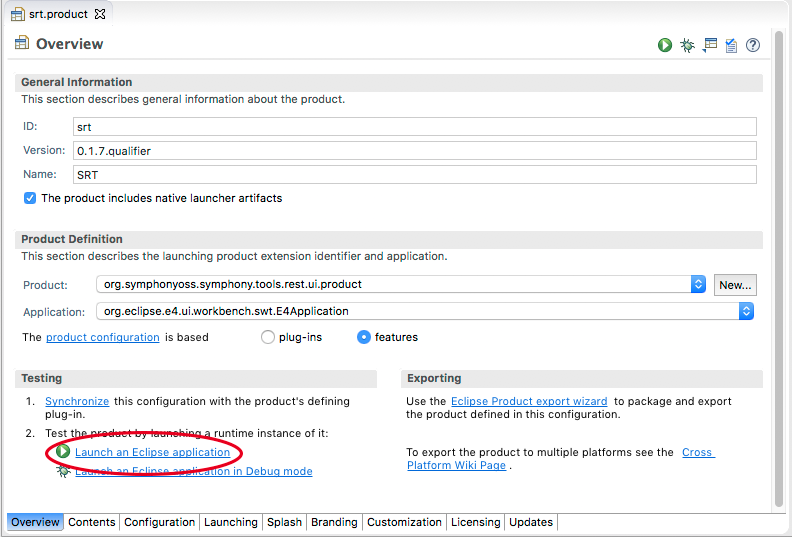 srt.product
Overview
General Information
This section describes general information about the product.
ID: srt
Version: 0.1.7.qualifier
Name: SRT
The product includes native launcher artifacts
Product Definition
This section describes the launching product extension identifier and application.
Product: org.symphonyoss.symphony.tools.rest.ui.product New...
Application: org.eclipse.e4.ui.workbench.swt.E4Application
The product configuration is based plug-ins features
Testing
1. Synchronize this configuration with the product's defining
plug-in.
2. Test the product by launching a runtime instance of it:
Launch an Eclipse application
Launch an Eclipse application in Debug mode
Exporting
Use the Eclipse Product export wizard to package and export
the product defined in this configuration.
To export the product to multiple platforms see the Cross
Platform Wiki Page .
Overview Contents Configuration Launching Splash Branding Customization Licensing Updates